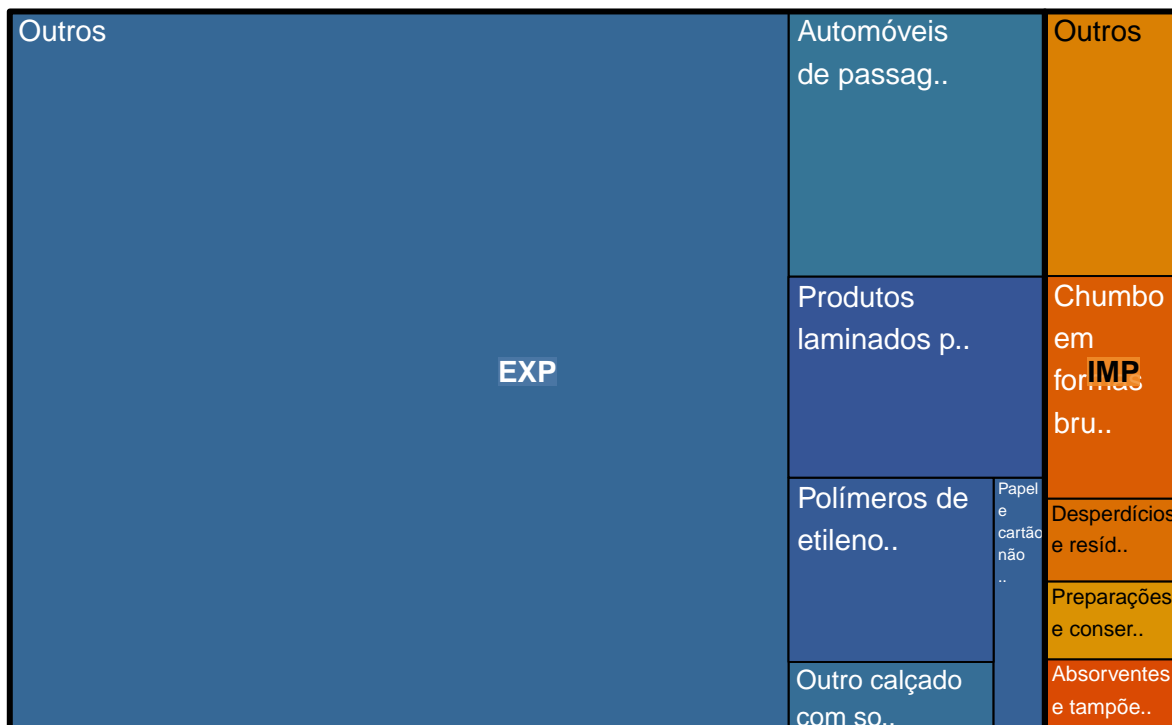 Outros
EXP
Automóveis
de passag..
Produtos
laminados p..
Polímeros de
etileno..
Papel
e
cartão
não
..
Outro calçado
com so..
Outros
Chumbo
em
formas
bru..
IMP
Desperdícios
e resíd..
Preparações
e conser..
Absorventes
e tampõe..